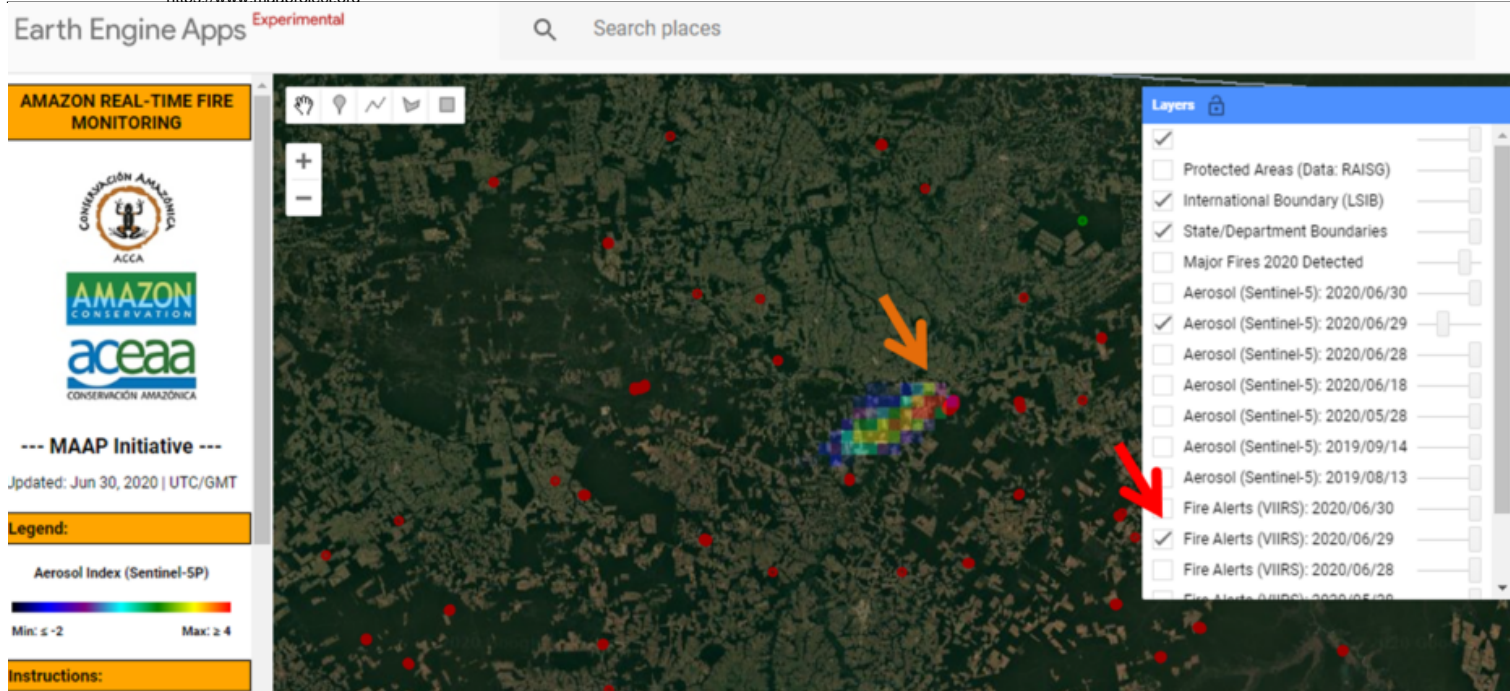 Earth Engine Apps Experimental
Search places
AMAZON REAL-TIME FIRE
MONITORING
CONSERVACIÓN AMAZÓNICA
ACCA
AMAZON
CONSERVATION
aceaa
CONSERVACIÓN AMAZÓNICA
--- MAAP Initiative ---
Updated: Jun 30, 2020 | UTC/GMT
Legend:
Aerosol Index (Sentinel-5P)
Min: ≤ -2 Max: ≥ 4
Instructions:
Layers
Protected Areas (Data: RAISG)
International Boundary (LSIB)
State/Department Boundaries
Major Fires 2020 Detected
Aerosol (Sentinel-5): 2020/06/30
Aerosol (Sentinel-5): 2020/06/29
Aerosol (Sentinel-5): 2020/06/28
Aerosol (Sentinel-5): 2020/06/18
Aerosol (Sentinel-5): 2020/05/28
Aerosol (Sentinel-5): 2019/09/14
Aerosol (Sentinel-5): 2019/08/13
Fire Alerts (VIIRS): 2020/06/30
Fire Alerts (VIIRS): 2020/06/29
Fire Alerts (VIIRS): 2020/06/28